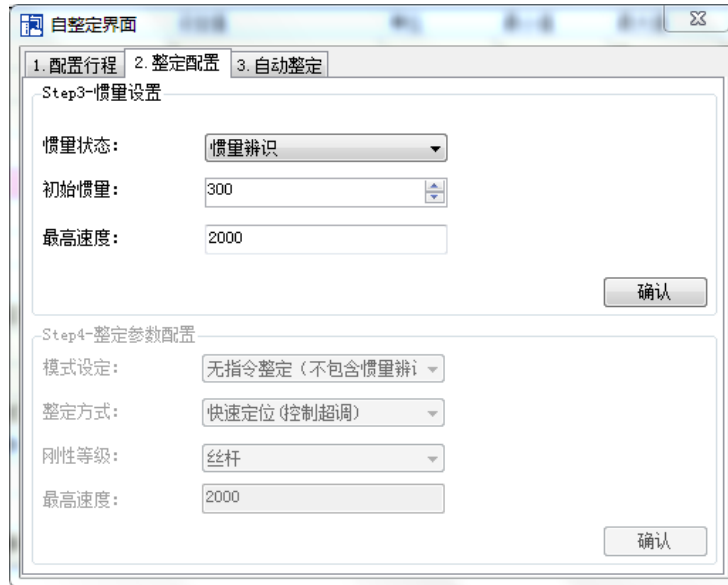 自整定界面
1.配置行程 2.整定配置 3.自动整定
Step3-惯量设置
惯量状态: 惯量辨识
初始惯量: 300
最高速度: 2000
确认
Step4-整定参数配置
模式设定: 无指令整定（不包含惯量辨
整定方式: 快速定位(控制超调)
刚性等级: 丝杆
最高速度: 2000
确认